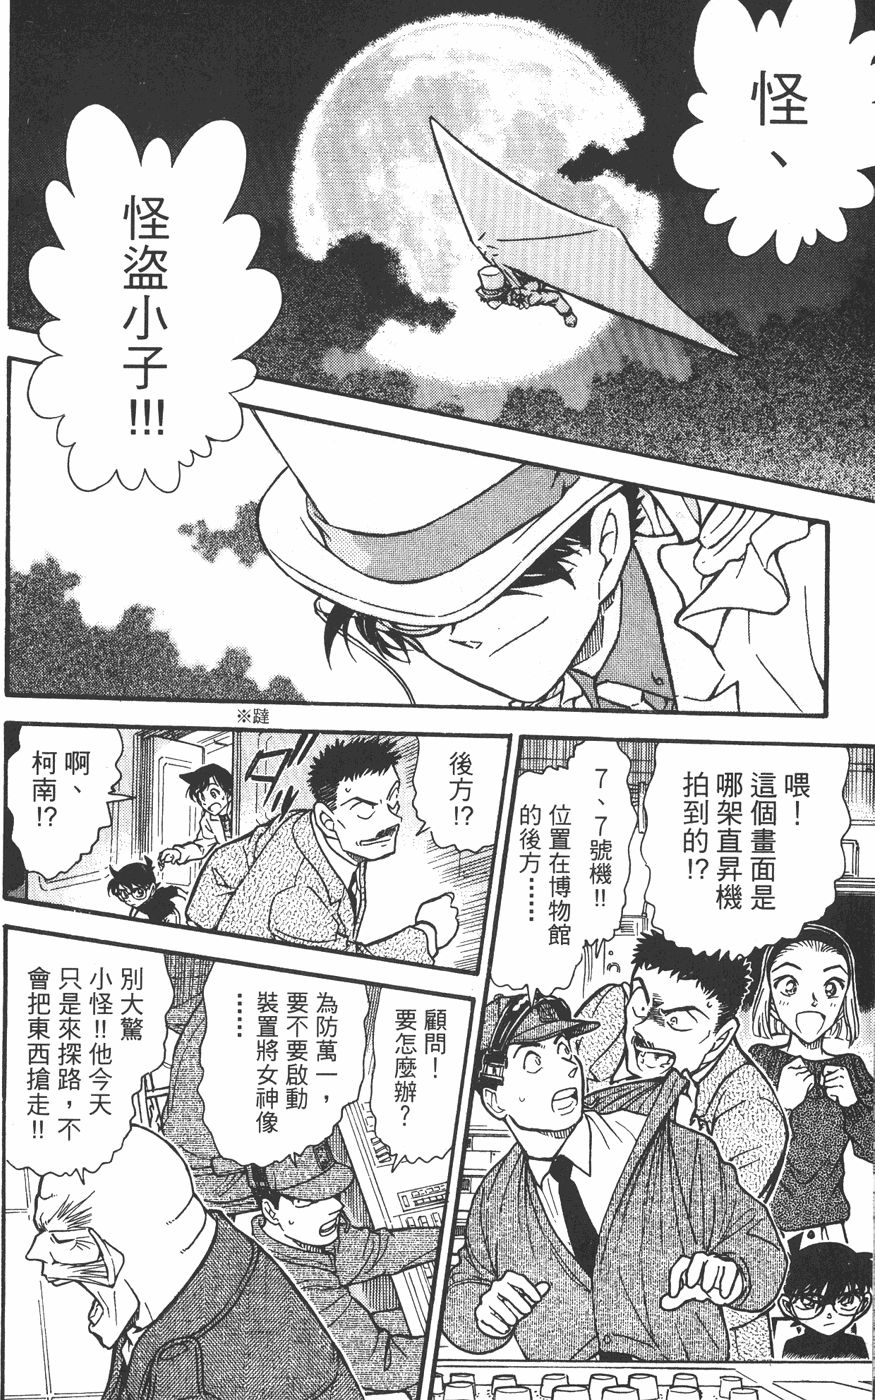 怪、
怪盜小子!!!
喂！
這個畫面是
哪架直昇機
拍到的!?
7、7號機!!
位置在博物館
的後方……
後方!?
※躂
啊、
柯南!?
顧問！
要怎麼辦？
為防萬一，
要不要啟動
裝置將女神像
……
別大驚
小怪!!他今天
只是來探路，不
會把東西搶走!!